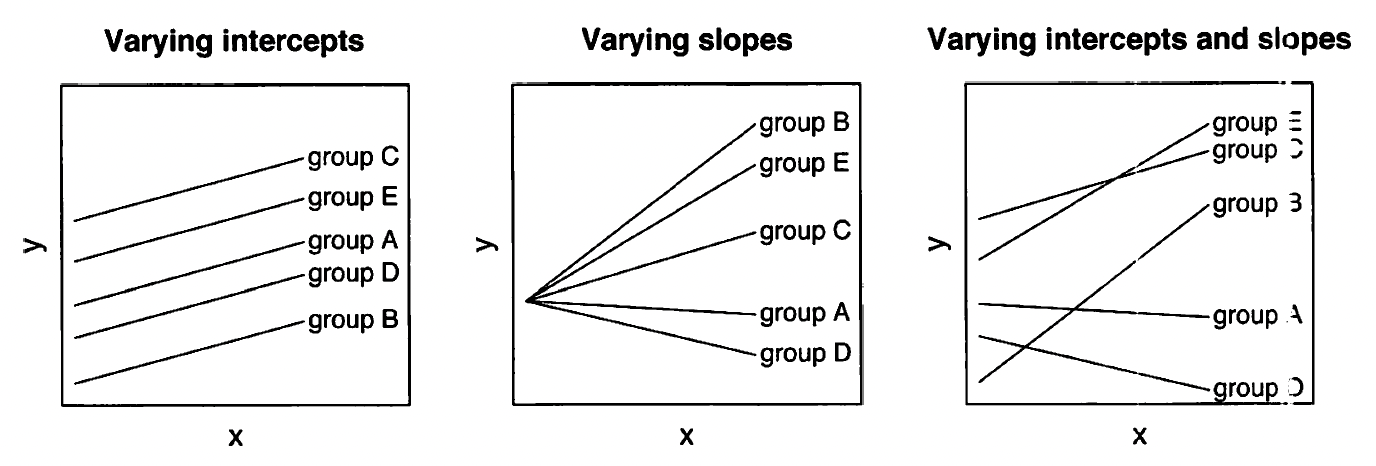 Varying intercepts
y
group C
group E
group A
group D
group B
x
Varying slopes
y
group B
group E
group C
group A
group D
x
Varying intercepts and slopes
y
group E
group C
group B
group A
group D
x